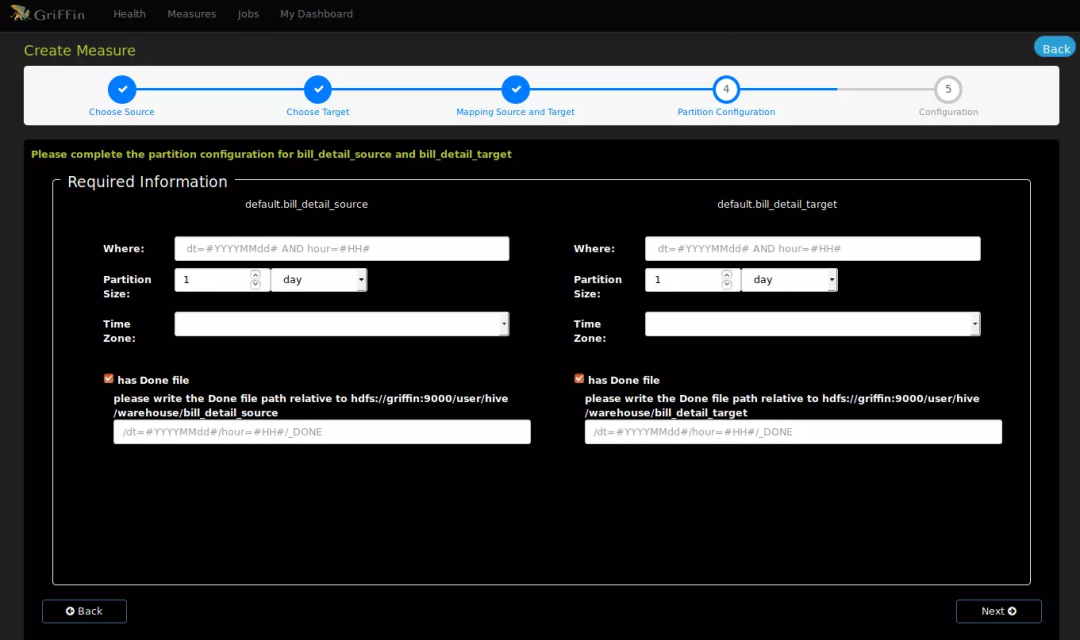 GriFFin Health Measures Jobs My Dashboard
Create Measure
Back
4 5
Choose Source Choose Target Mapping Source and Target Partition Configuration Configuration
Please complete the partition configuration for bill_detail_source and bill_detail_target
Required Information
default.bill_detail_source
Where: dt=#YYYYMMdd# AND hour=#HH#
Partition
Size: 1 day
Time
Zone:
has Done file
please write the Done file path relative to hdfs://griffin:9000/user/hive
/warehouse/bill_detail_source
/dt=#YYYYMMdd#/hour=#HH#/_DONE
default.bill_detail_target
Where: dt=#YYYYMMdd# AND hour=#HH#
Partition
Size: 1 day
Time
Zone:
has Done file
please write the Done file path relative to hdfs://griffin:9000/user/hive
/warehouse/bill_detail_target
/dt=#YYYYMMdd#/hour=#HH#/_DONE
Back
Next